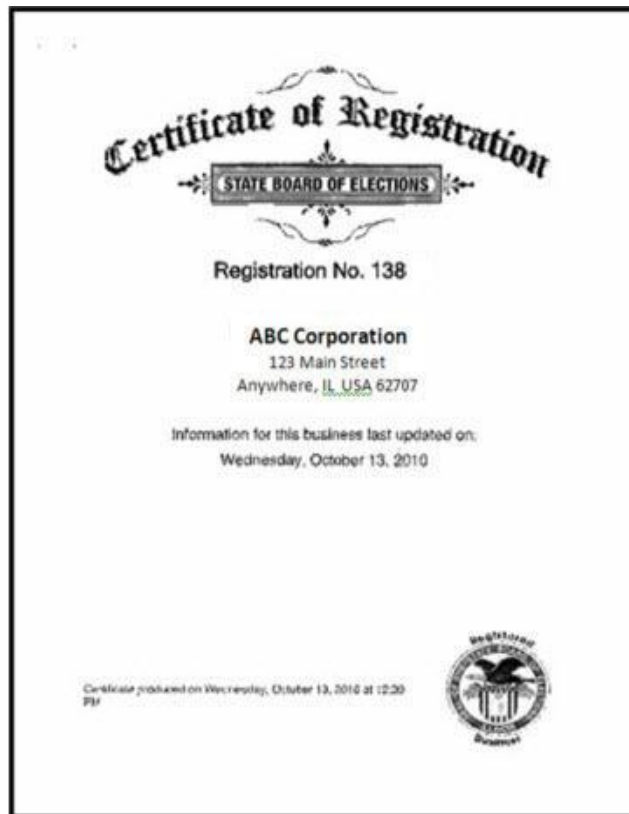 Certificate of Registration
STATE BOARD OF ELECTIONS
Registration No. 138
ABC Corporation
123 Main Street
Anywhere, IL USA 62707
Information for this business last updated on:
Wednesday, October 13, 2010
Registered
Certificate produced on Wednesday, October 13, 2010 at 12:30
PM
Business